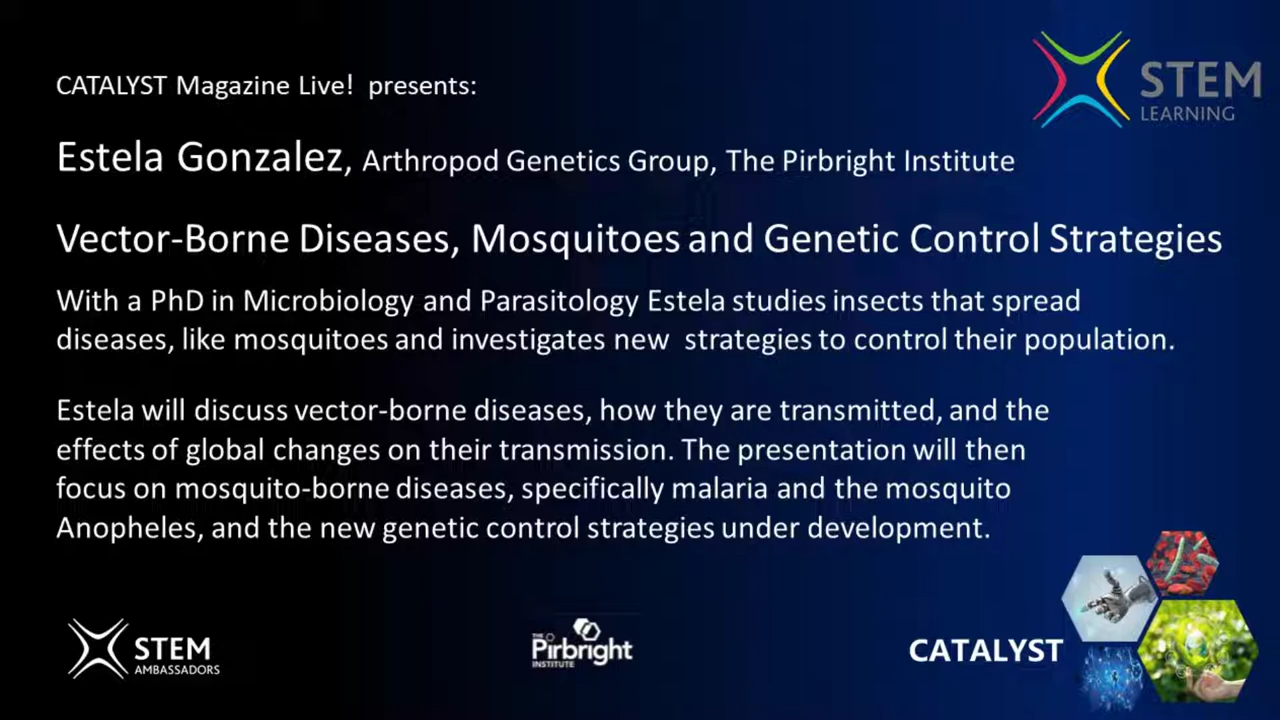 CATALYST Magazine Live! presents:
STEM
LEARNING
Estela Gonzalez, Arthropod Genetics Group, The Pirbright Institute
Vector-Borne Diseases, Mosquitoes and Genetic Control Strategies
With a PhD in Microbiology and Parasitology Estela studies insects that spread
diseases, like mosquitoes and investigates new strategies to control their population.
Estela will discuss vector-borne diseases, how they are transmitted, and the
effects of global changes on their transmission. The presentation will then
focus on mosquito-borne diseases, specifically malaria and the mosquito
Anopheles, and the new genetic control strategies under development.
STEM
AMBASSADORS
THE
Pirbright
INSTITUTE
CATALYST